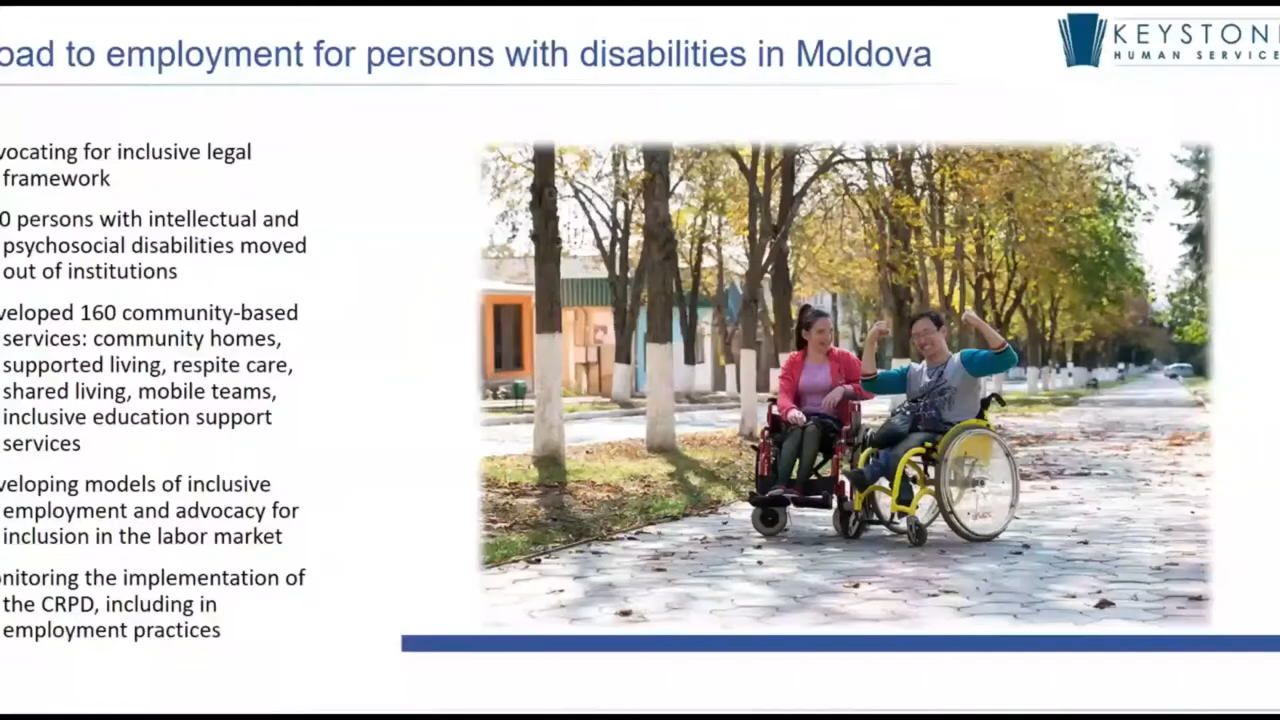 oad to employment for persons with disabilities in Moldova
KEYSTON
HUMAN SERVICE
vocating for inclusive legal
framework
0 persons with intellectual and
psychosocial disabilities moved
out of institutions
veloped 160 community-based
services: community homes,
supported living, respite care,
shared living, mobile teams,
inclusive education support
services
veloping models of inclusive
employment and advocacy for
inclusion in the labor market
nitoring the implementation of
the CRPD, including in
employment practices